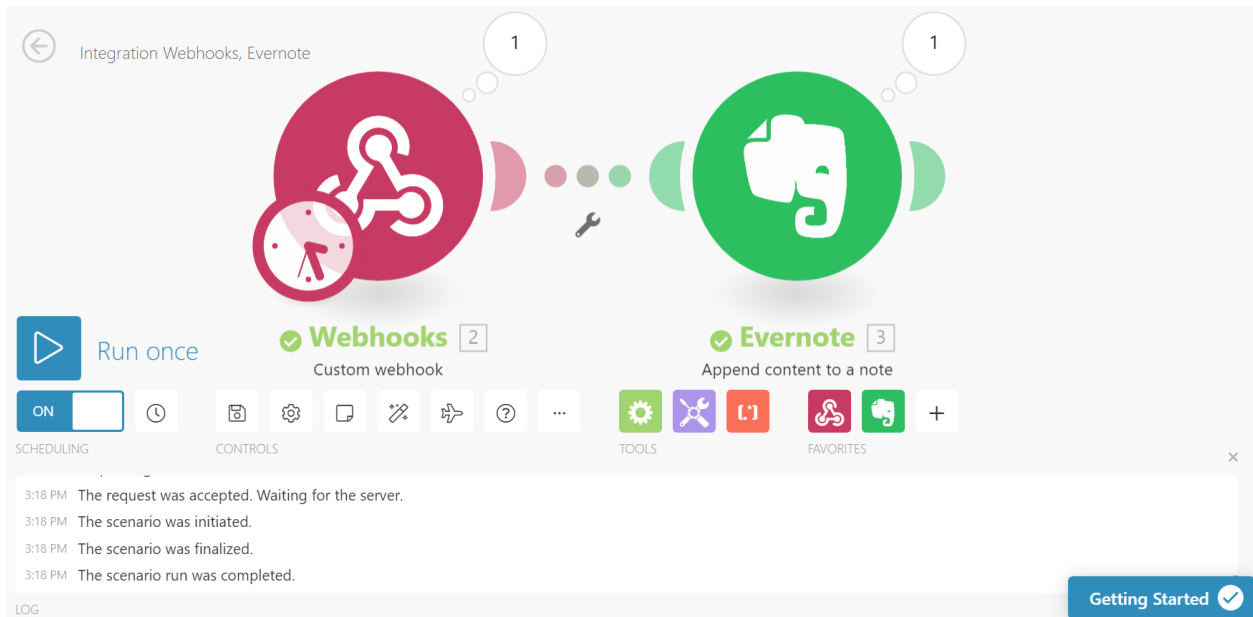 Integration Webhooks, Evernote
1
1
Webhooks 2
Custom webhook
Evernote 3
Append content to a note
Run once
ON
SCHEDULING
CONTROLS
TOOLS
FAVORITES
3:18 PM The request was accepted. Waiting for the server.
3:18 PM The scenario was initiated.
3:18 PM The scenario was finalized.
3:18 PM The scenario run was completed.
LOG
Getting Started